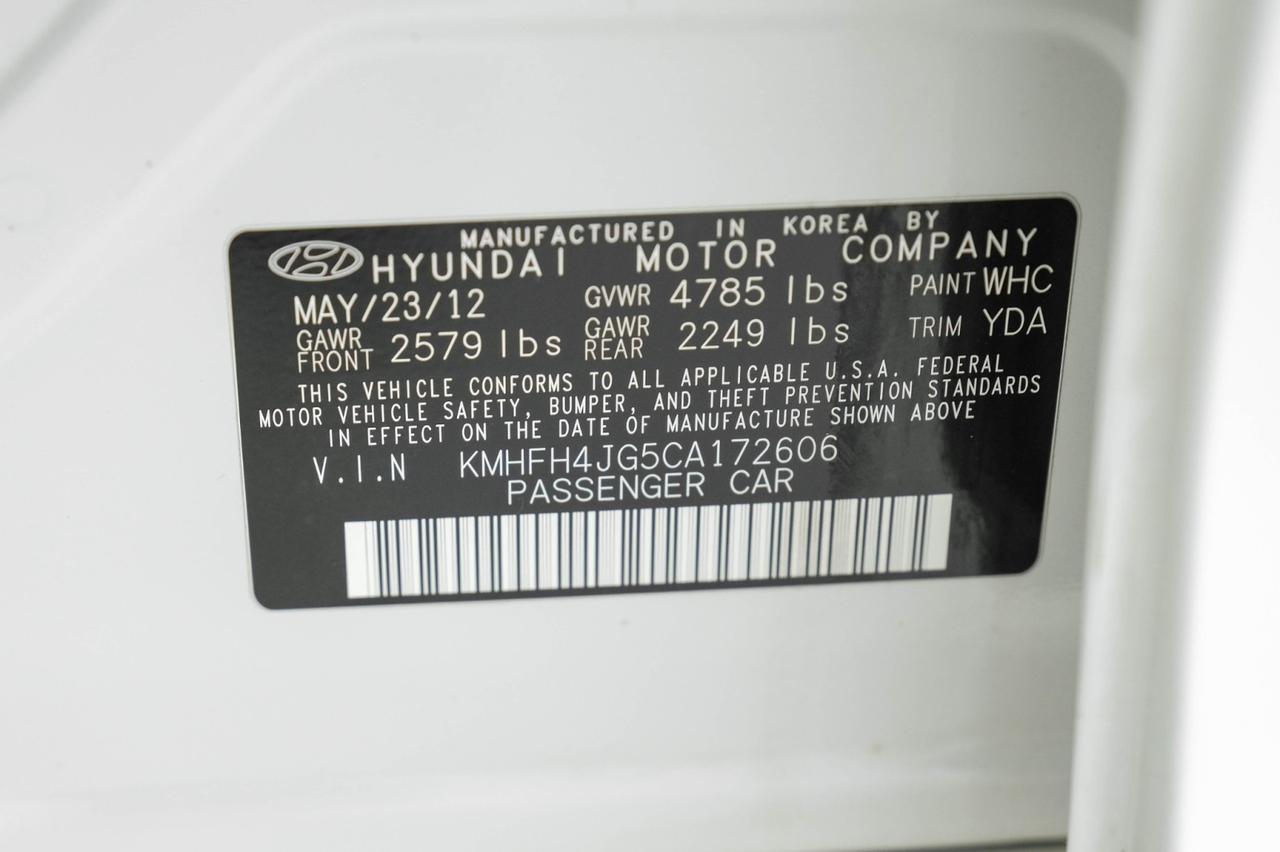 MANUFACTURED IN KOREA BY
HYUNDAI MOTOR COMPANY
MAY/23/12 GVWR 4785 lbs PAINT WHC
GAWR FRONT 2579 lbs GAWR REAR 2249 lbs TRIM YDA
THIS VEHICLE CONFORMS TO ALL APPLICABLE U.S.A. FEDERAL
MOTOR VEHICLE SAFETY, BUMPER, AND THEFT PREVENTION STANDARDS
IN EFFECT ON THE DATE OF MANUFACTURE SHOWN ABOVE
V.I.N KMHFH4JG5CA172606
PASSENGER CAR